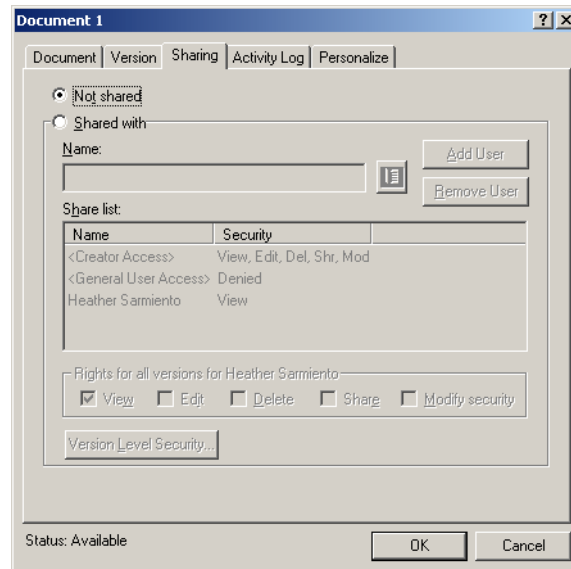 Document 1
Document Version Sharing Activity Log Personalize
Not shared
Shared with
Name:
Add User
Remove User
Share list:
Name Security
<Creator Access> View, Edit, Del, Shr, Mod
<General User Access> Denied
Heather Sarmiento View
Rights for all versions for Heather Sarmiento
View Edit Delete Share Modify security
Version Level Security...
Status: Available
OK Cancel